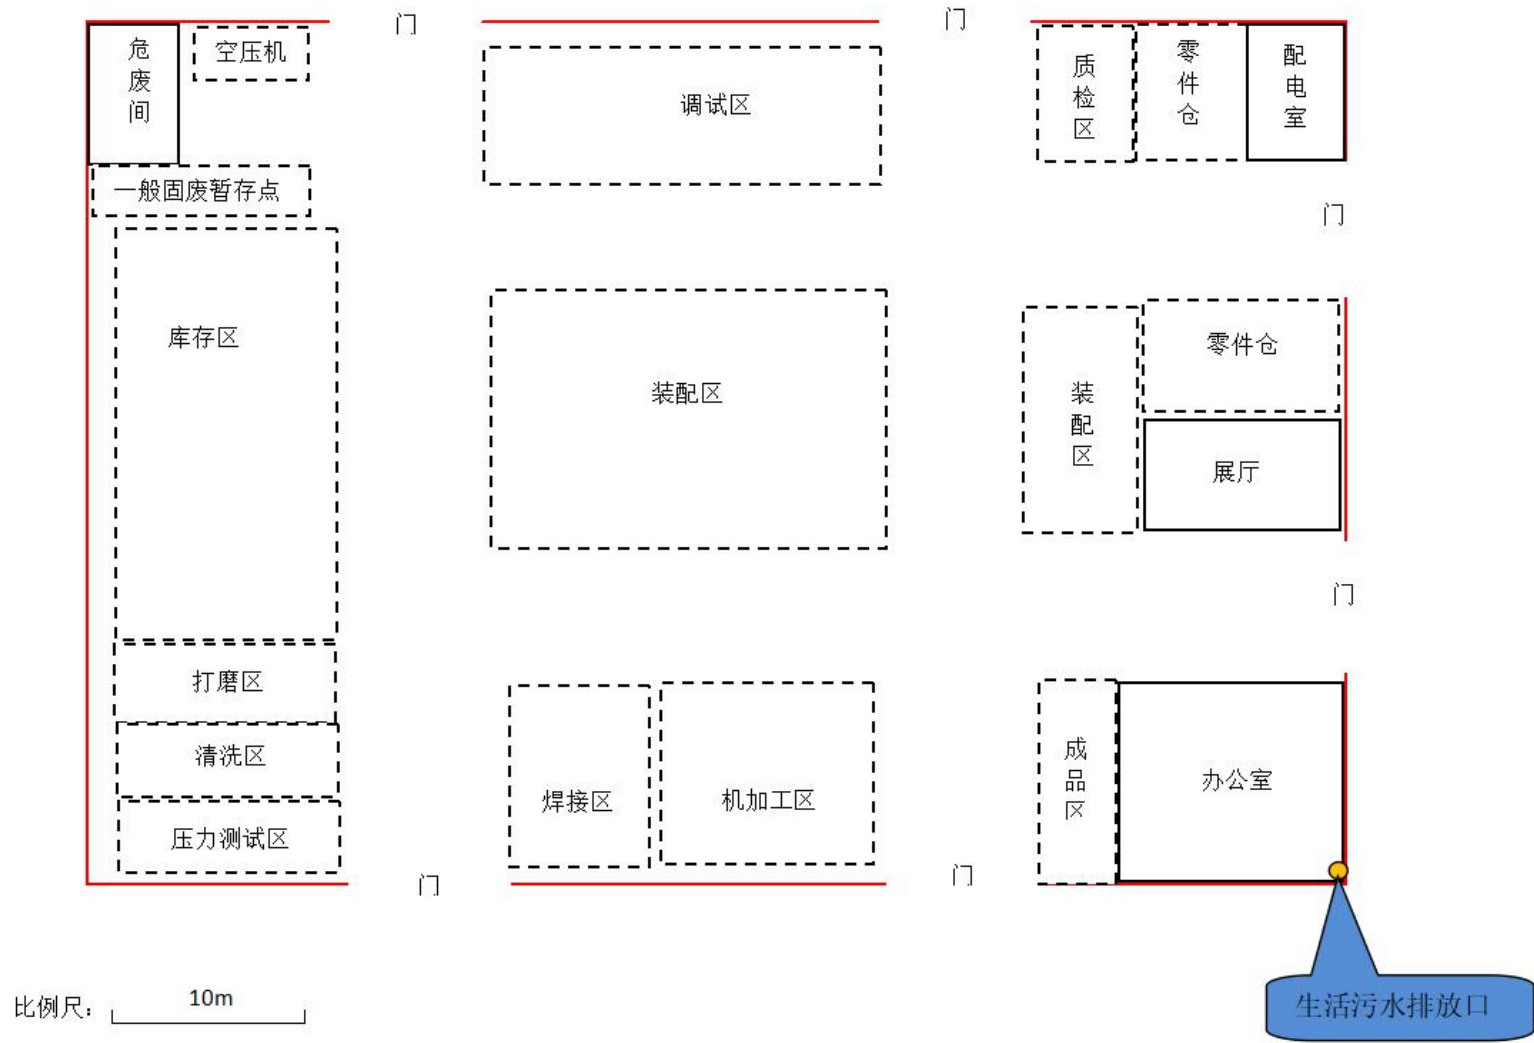 门
门
危废间
空压机
调试区
质检区
零件仓
配电室
一般固废暂存点
门
库存区
装配区
装配区
零件仓
展厅
门
打磨区
清洗区
压力测试区
焊接区
机加工区
成品区
办公室
门
门
比例尺：
10m
生活污水排放口